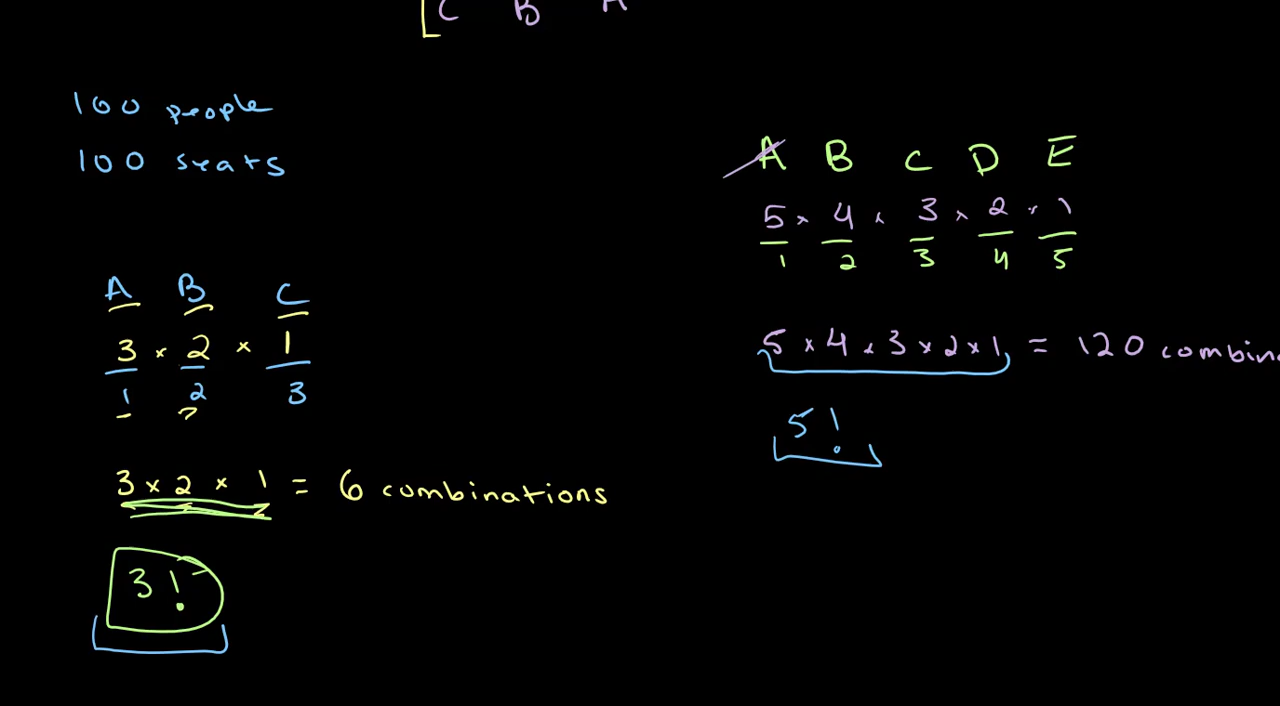 C B A
100 people
100 seats
A B C
3 × 2 × 1
1 2 3
3 × 2 × 1 = 6 combinations
3!
A B C D E
5 × 4 × 3 × 2 × 1
1 2 3 4 5
5 × 4 × 3 × 2 × 1 = 120 combin
5!